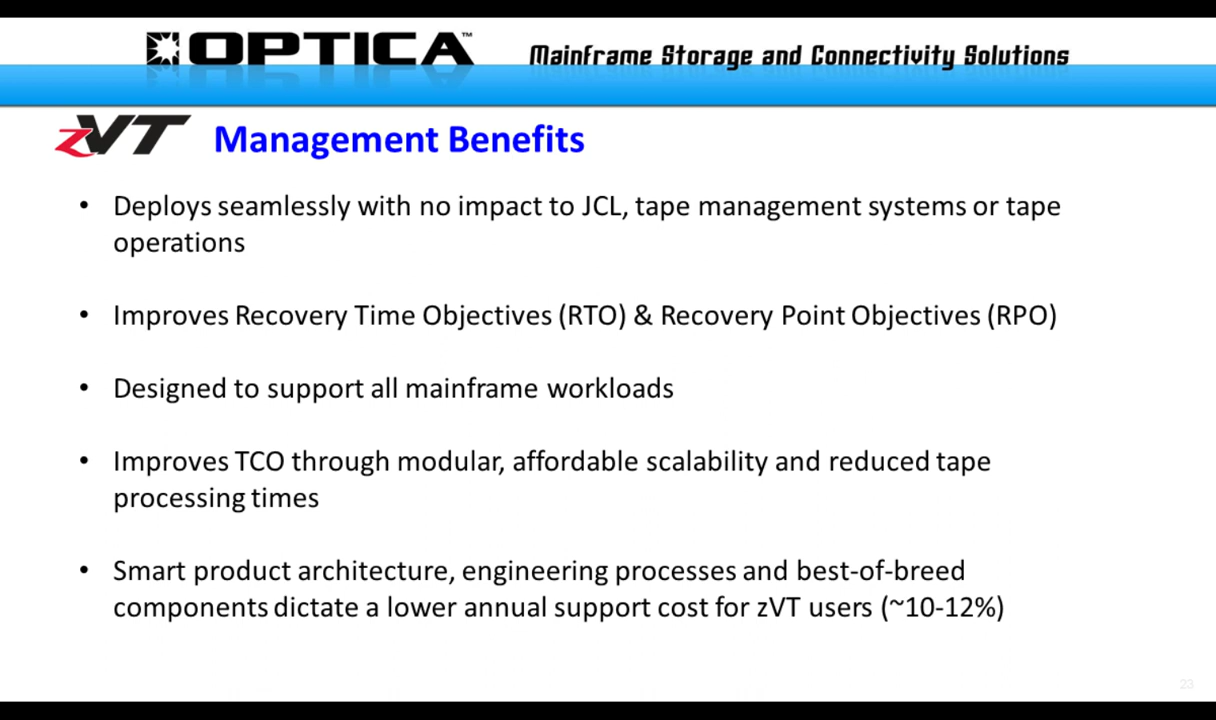 OPTICA™ Mainframe Storage and Connectivity Solutions
zVT Management Benefits
• Deploys seamlessly with no impact to JCL, tape management systems or tape
operations
• Improves Recovery Time Objectives (RTO) & Recovery Point Objectives (RPO)
• Designed to support all mainframe workloads
• Improves TCO through modular, affordable scalability and reduced tape
processing times
• Smart product architecture, engineering processes and best-of-breed
components dictate a lower annual support cost for zVT users (~10-12%)
23